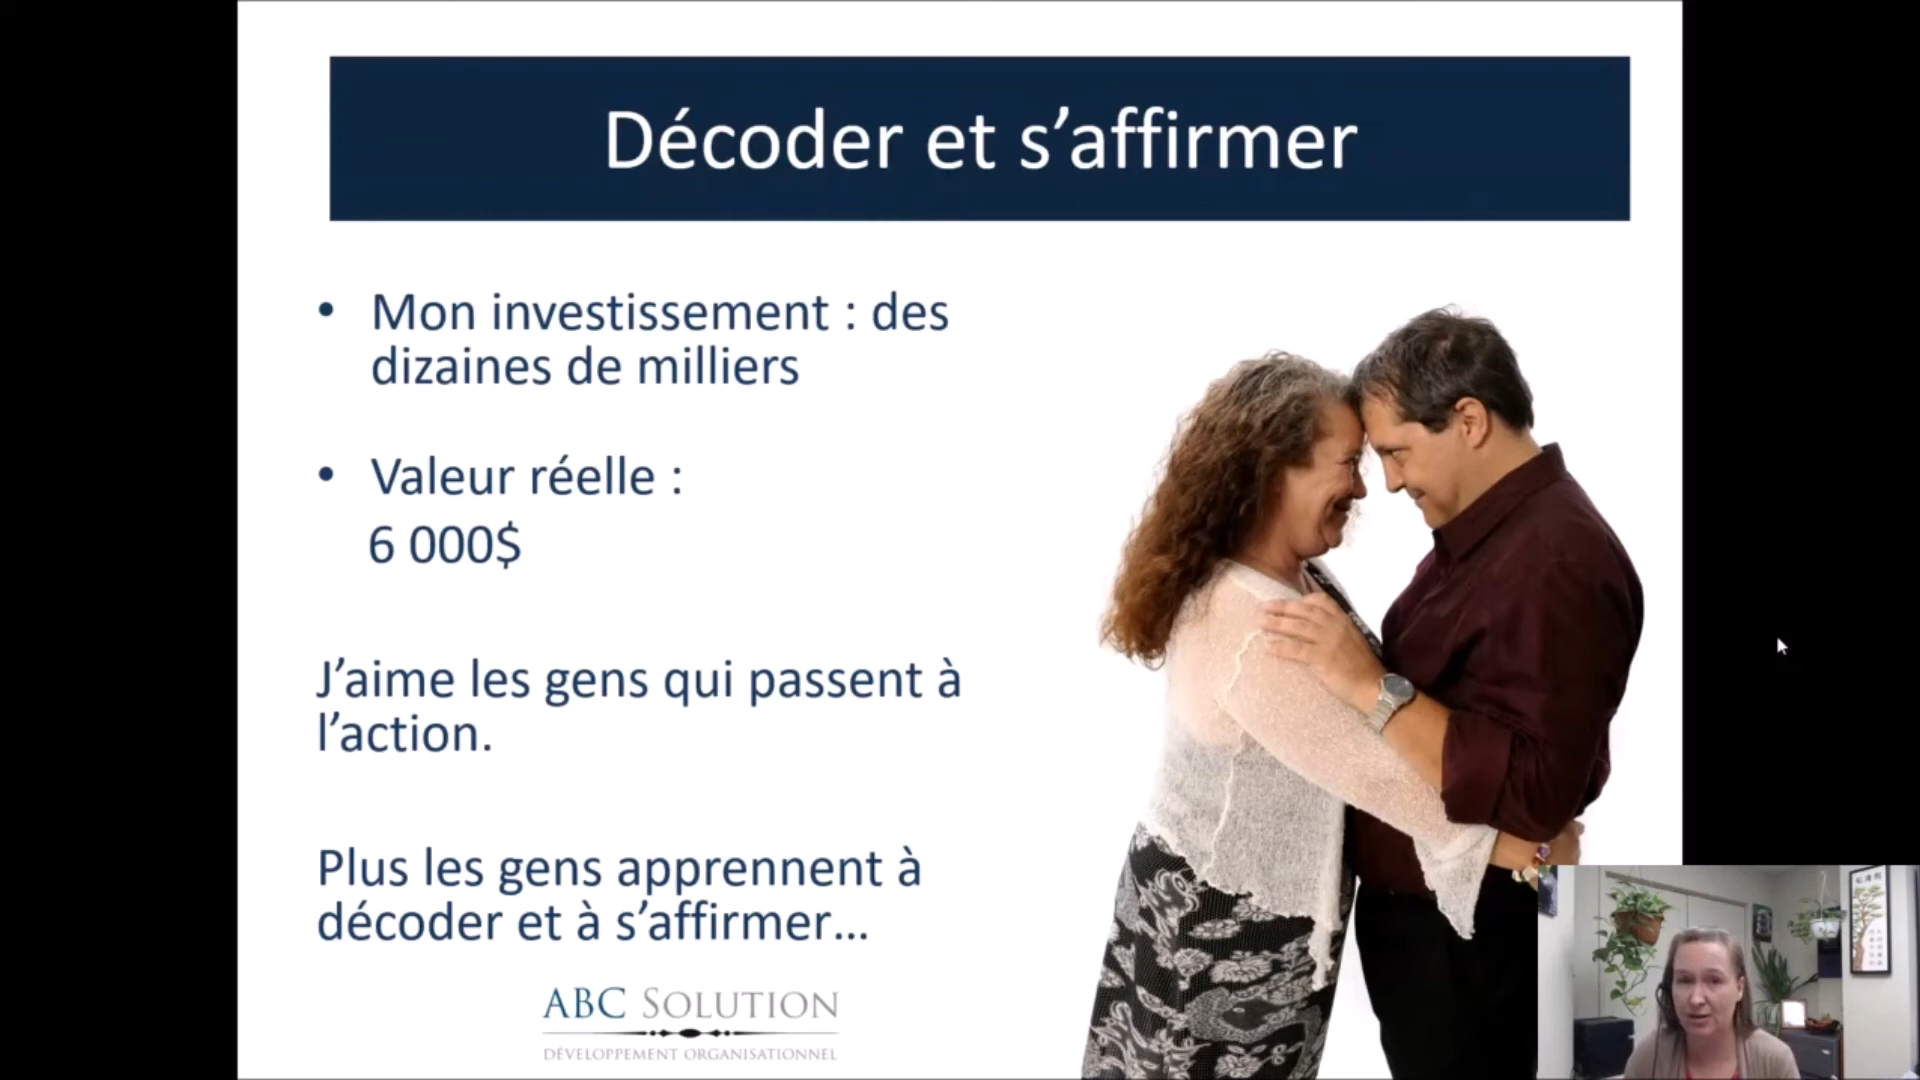 Décoder et s’affirmer
• Mon investissement : des
dizaines de milliers
• Valeur réelle :
6 000$
J’aime les gens qui passent à
l’action.
Plus les gens apprennent à
décoder et à s’affirmer…
ABC SOLUTION
DÉVELOPPEMENT ORGANISATIONNEL